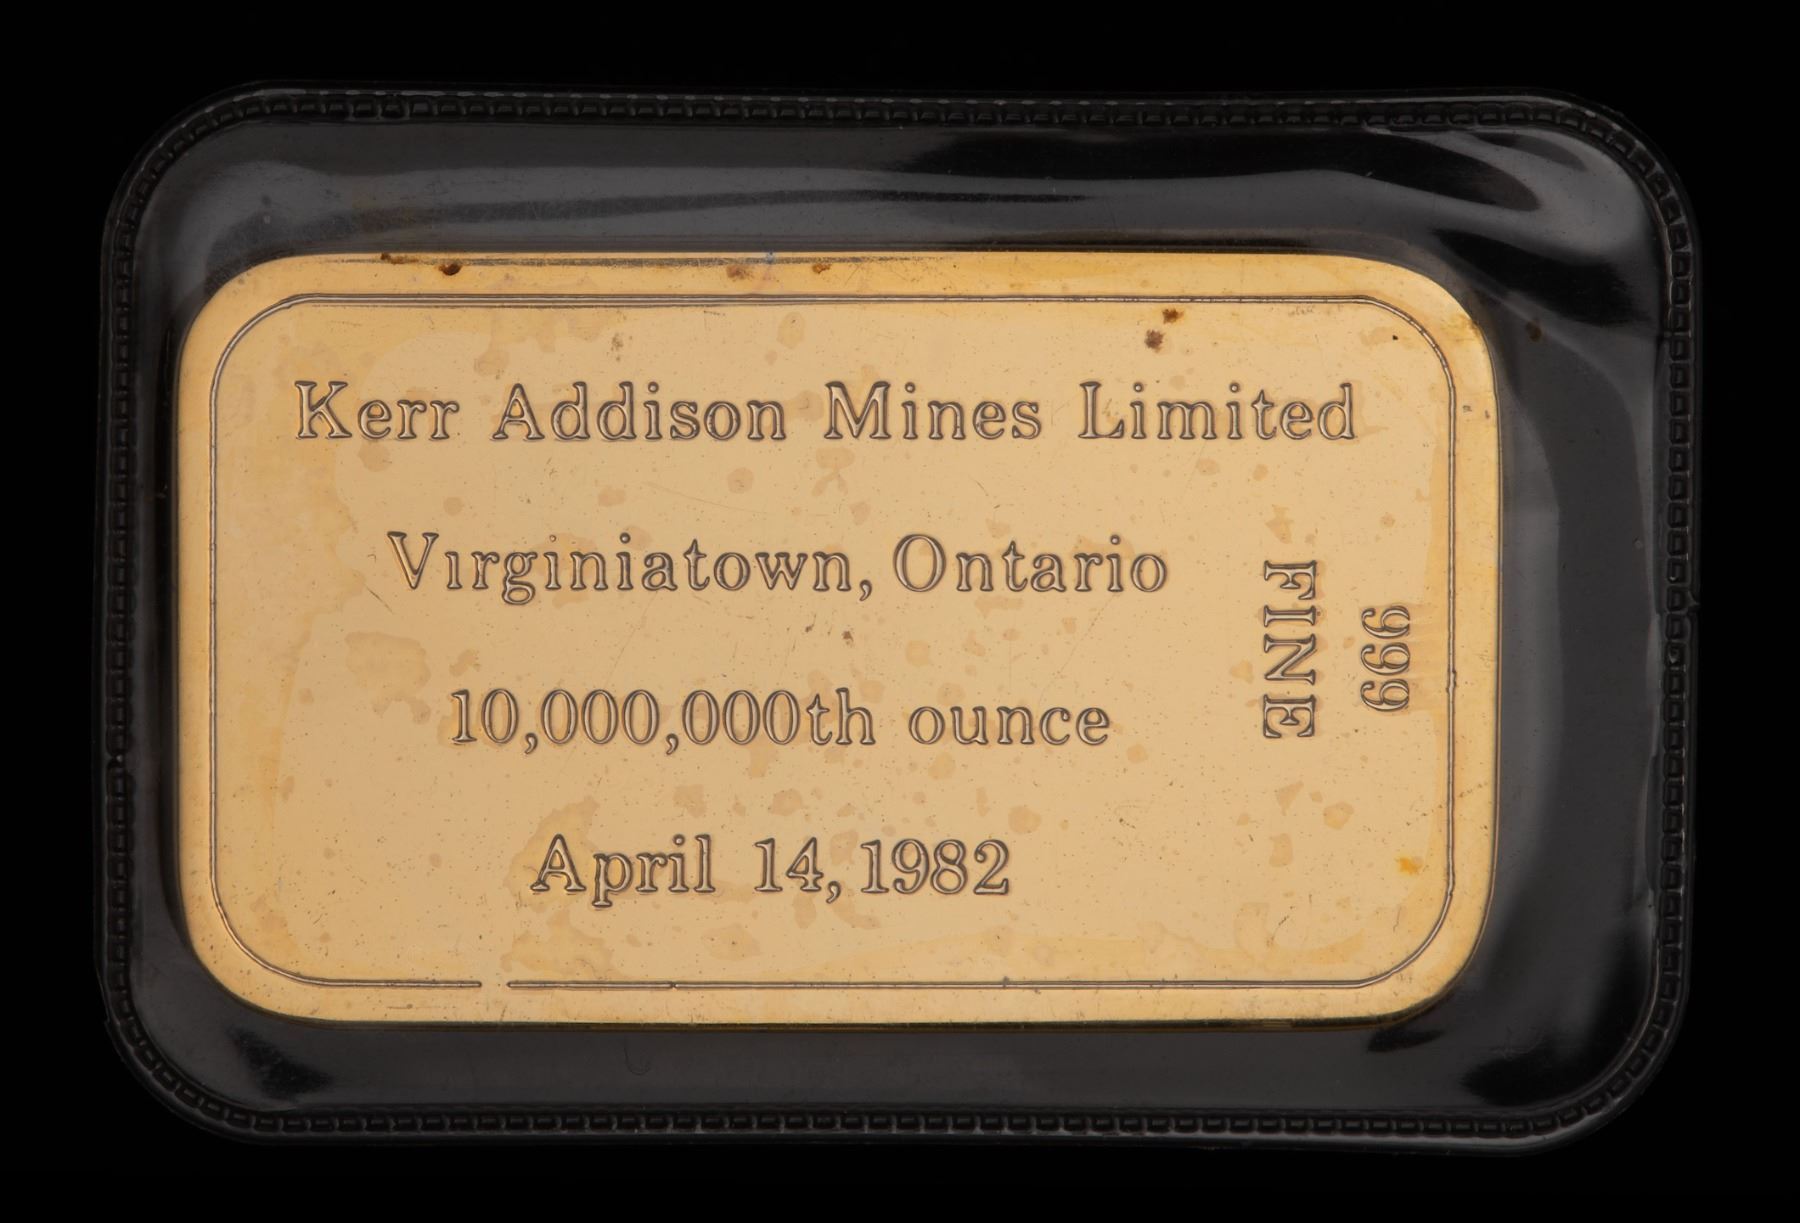 Kerr Addison Mines Limited
Virginiatown, Ontario
10,000,000th ounce
April 14, 1982
999
FINE